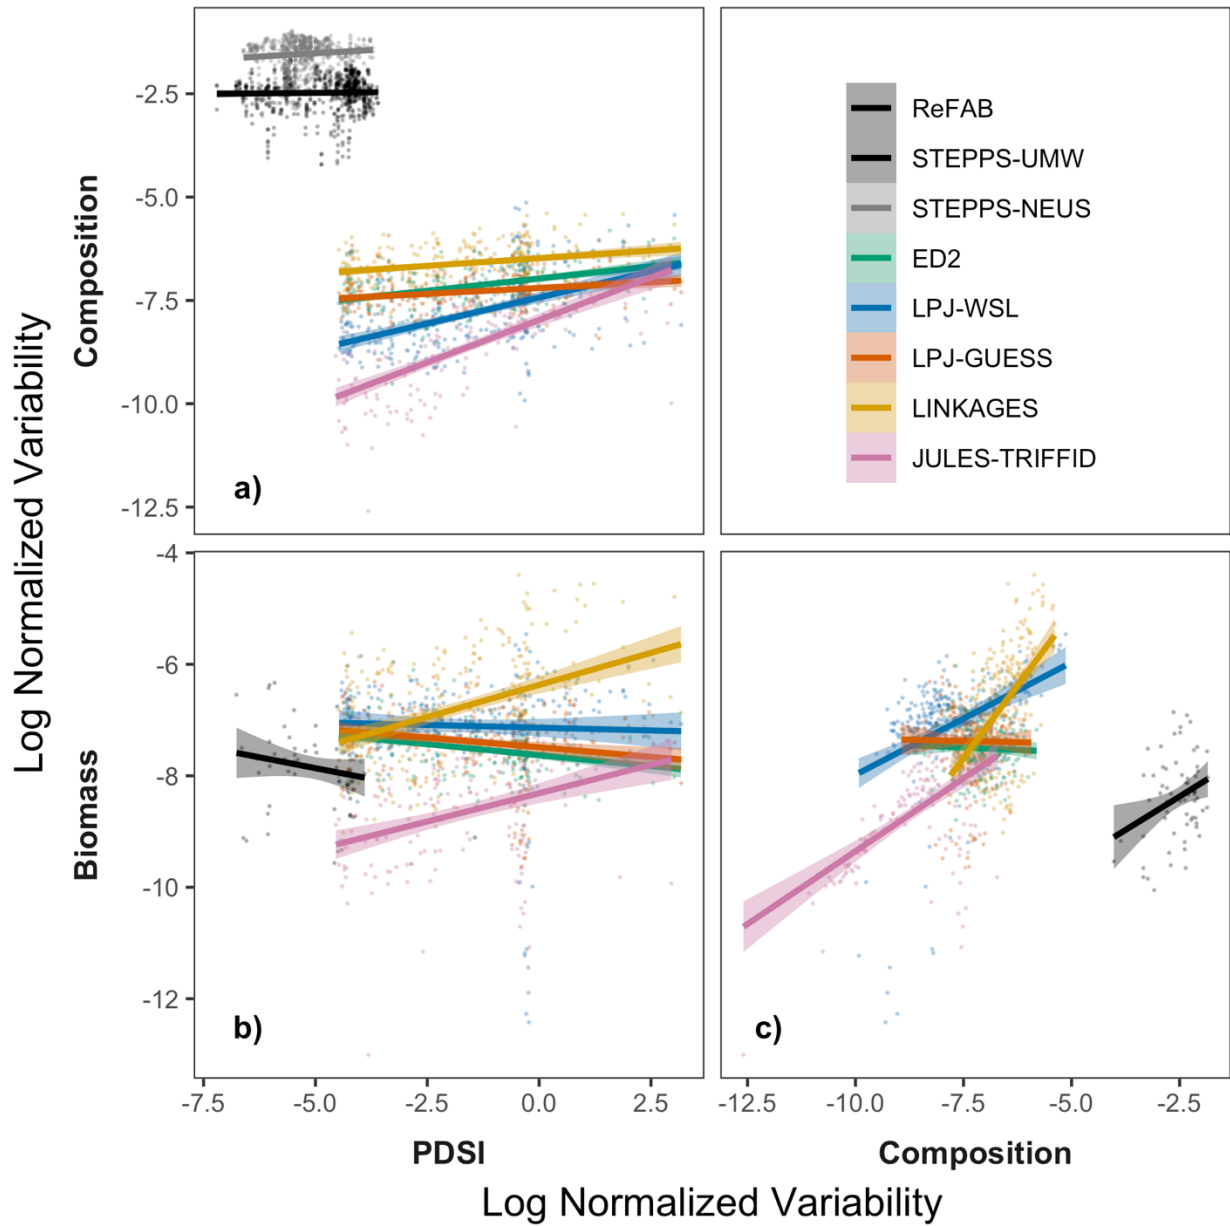 -2.5
-5.0
-7.5
-10.0
-12.5
Composition
a)
ReFAB
STEPPS-UMW
STEPPS-NEUS
ED2
LPJ-WSL
LPJ-GUESS
LINKAGES
JULES-TRIFFID
Log Normalized Variability
-4
-6
-8
-10
-12
Biomass
b)
c)
-7.5 -5.0 -2.5 0.0 2.5
-12.5 -10.0 -7.5 -5.0 -2.5
PDSI
Composition
Log Normalized Variability